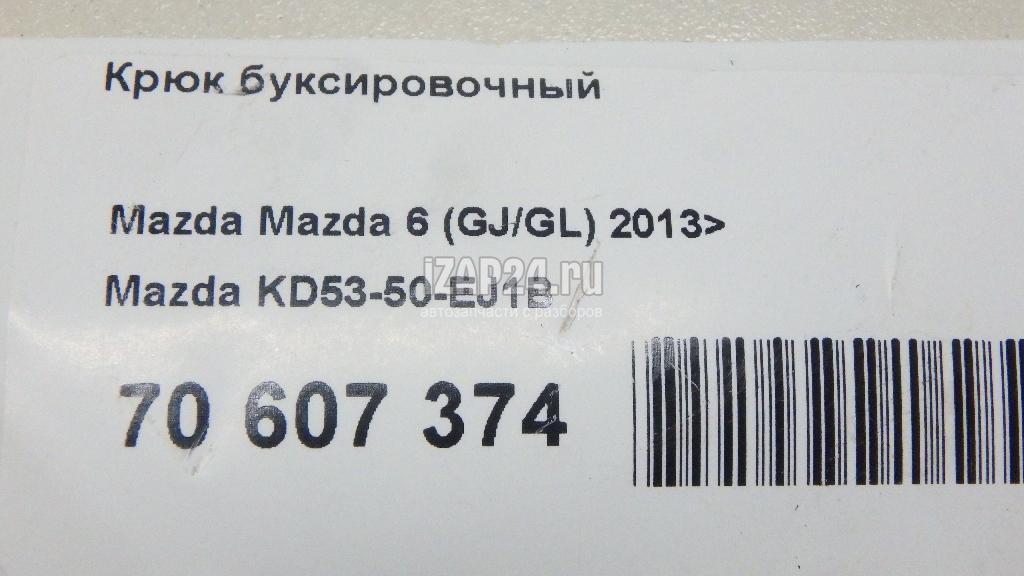 Крюк буксировочный
Mazda Mazda 6 (GJ/GL) 2013>
iZAP24.ru
Mazda KD53-50-EJ1B
автозапчасти с разборов
70 607 374